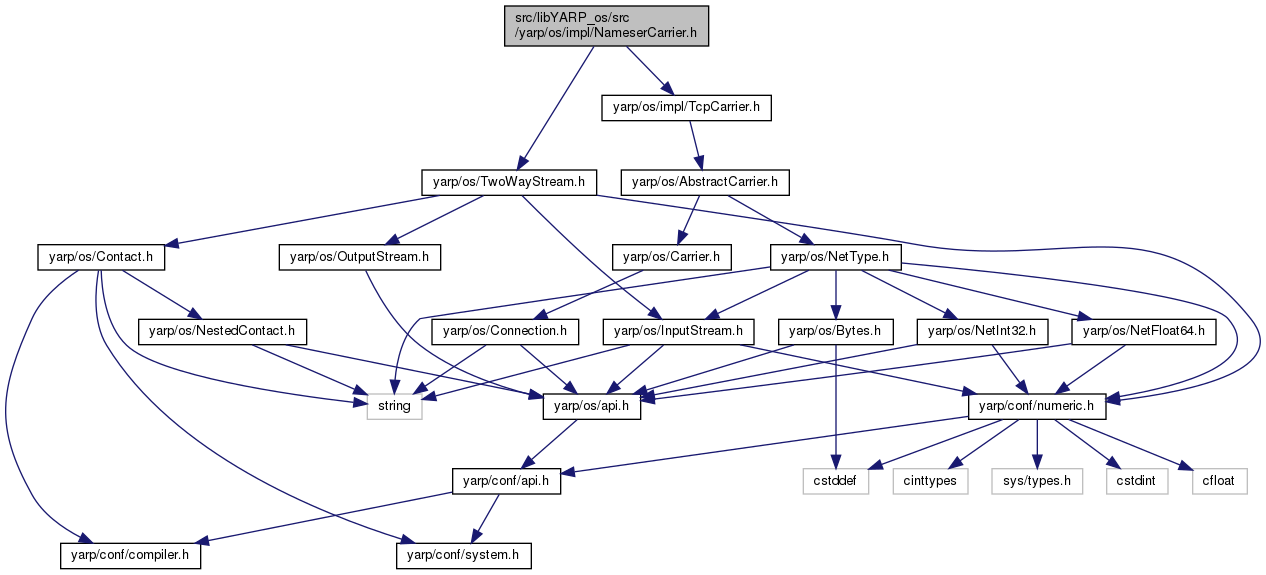 src/libYARP_os/src
/yarp/os/impl/NameserCarrier.h
yarp/os/impl/TcpCarrier.h
yarp/os/TwoWayStream.h
yarp/os/AbstractCarrier.h
yarp/os/Contact.h
yarp/os/OutputStream.h
yarp/os/Carrier.h
yarp/os/NetType.h
yarp/os/NestedContact.h
yarp/os/Connection.h
yarp/os/InputStream.h
yarp/os/Bytes.h
yarp/os/NetInt32.h
yarp/os/NetFloat64.h
string
yarp/os/api.h
yarp/conf/numeric.h
yarp/conf/api.h
cstddef
cinttypes
sys/types.h
cstdint
cfloat
yarp/conf/compiler.h
yarp/conf/system.h